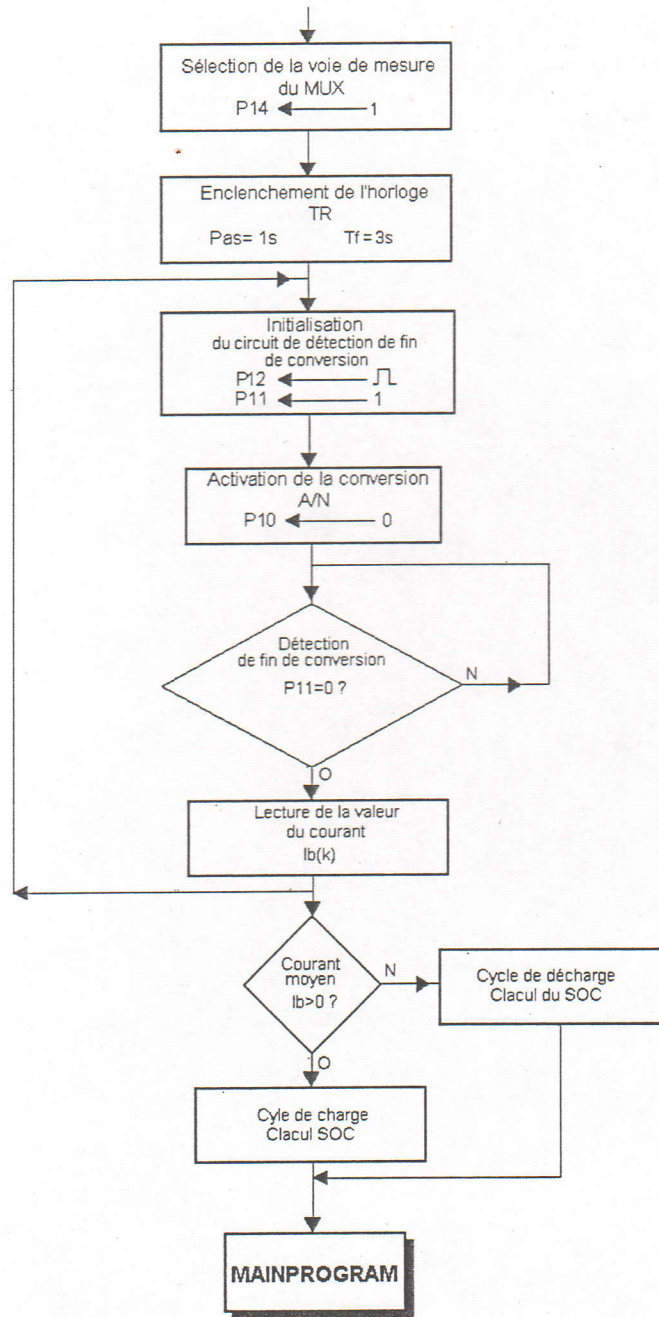 Sélection de la voie de mesure
du MUX
P14 1
Enclenchement de l'horloge
TR
Pas= 1s Tf = 3s
Initialisation
du circuit de détection de fin
de conversion
P12
P11 1
Activation de la conversion
A/N
P10 0
Détection
de fin de conversion
P11=0 ?
N
O
Lecture de la valeur
du courant
Ib(k)
Courant
moyen
Ib>0 ?
N
Cycle de décharge
Clacul du SOC
O
Cyle de charge
Clacul SOC
MAINPROGRAM